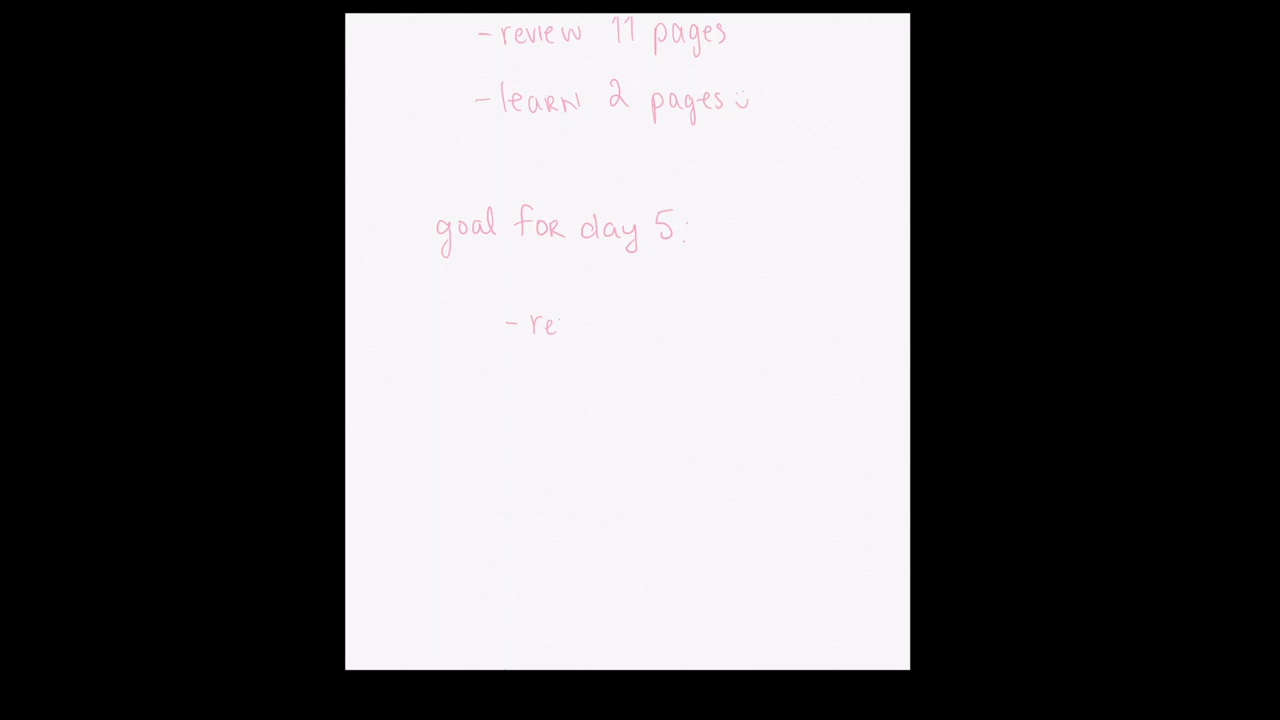 - review 11 pages
- learn 2 pages :)
goal for day 5:
- re